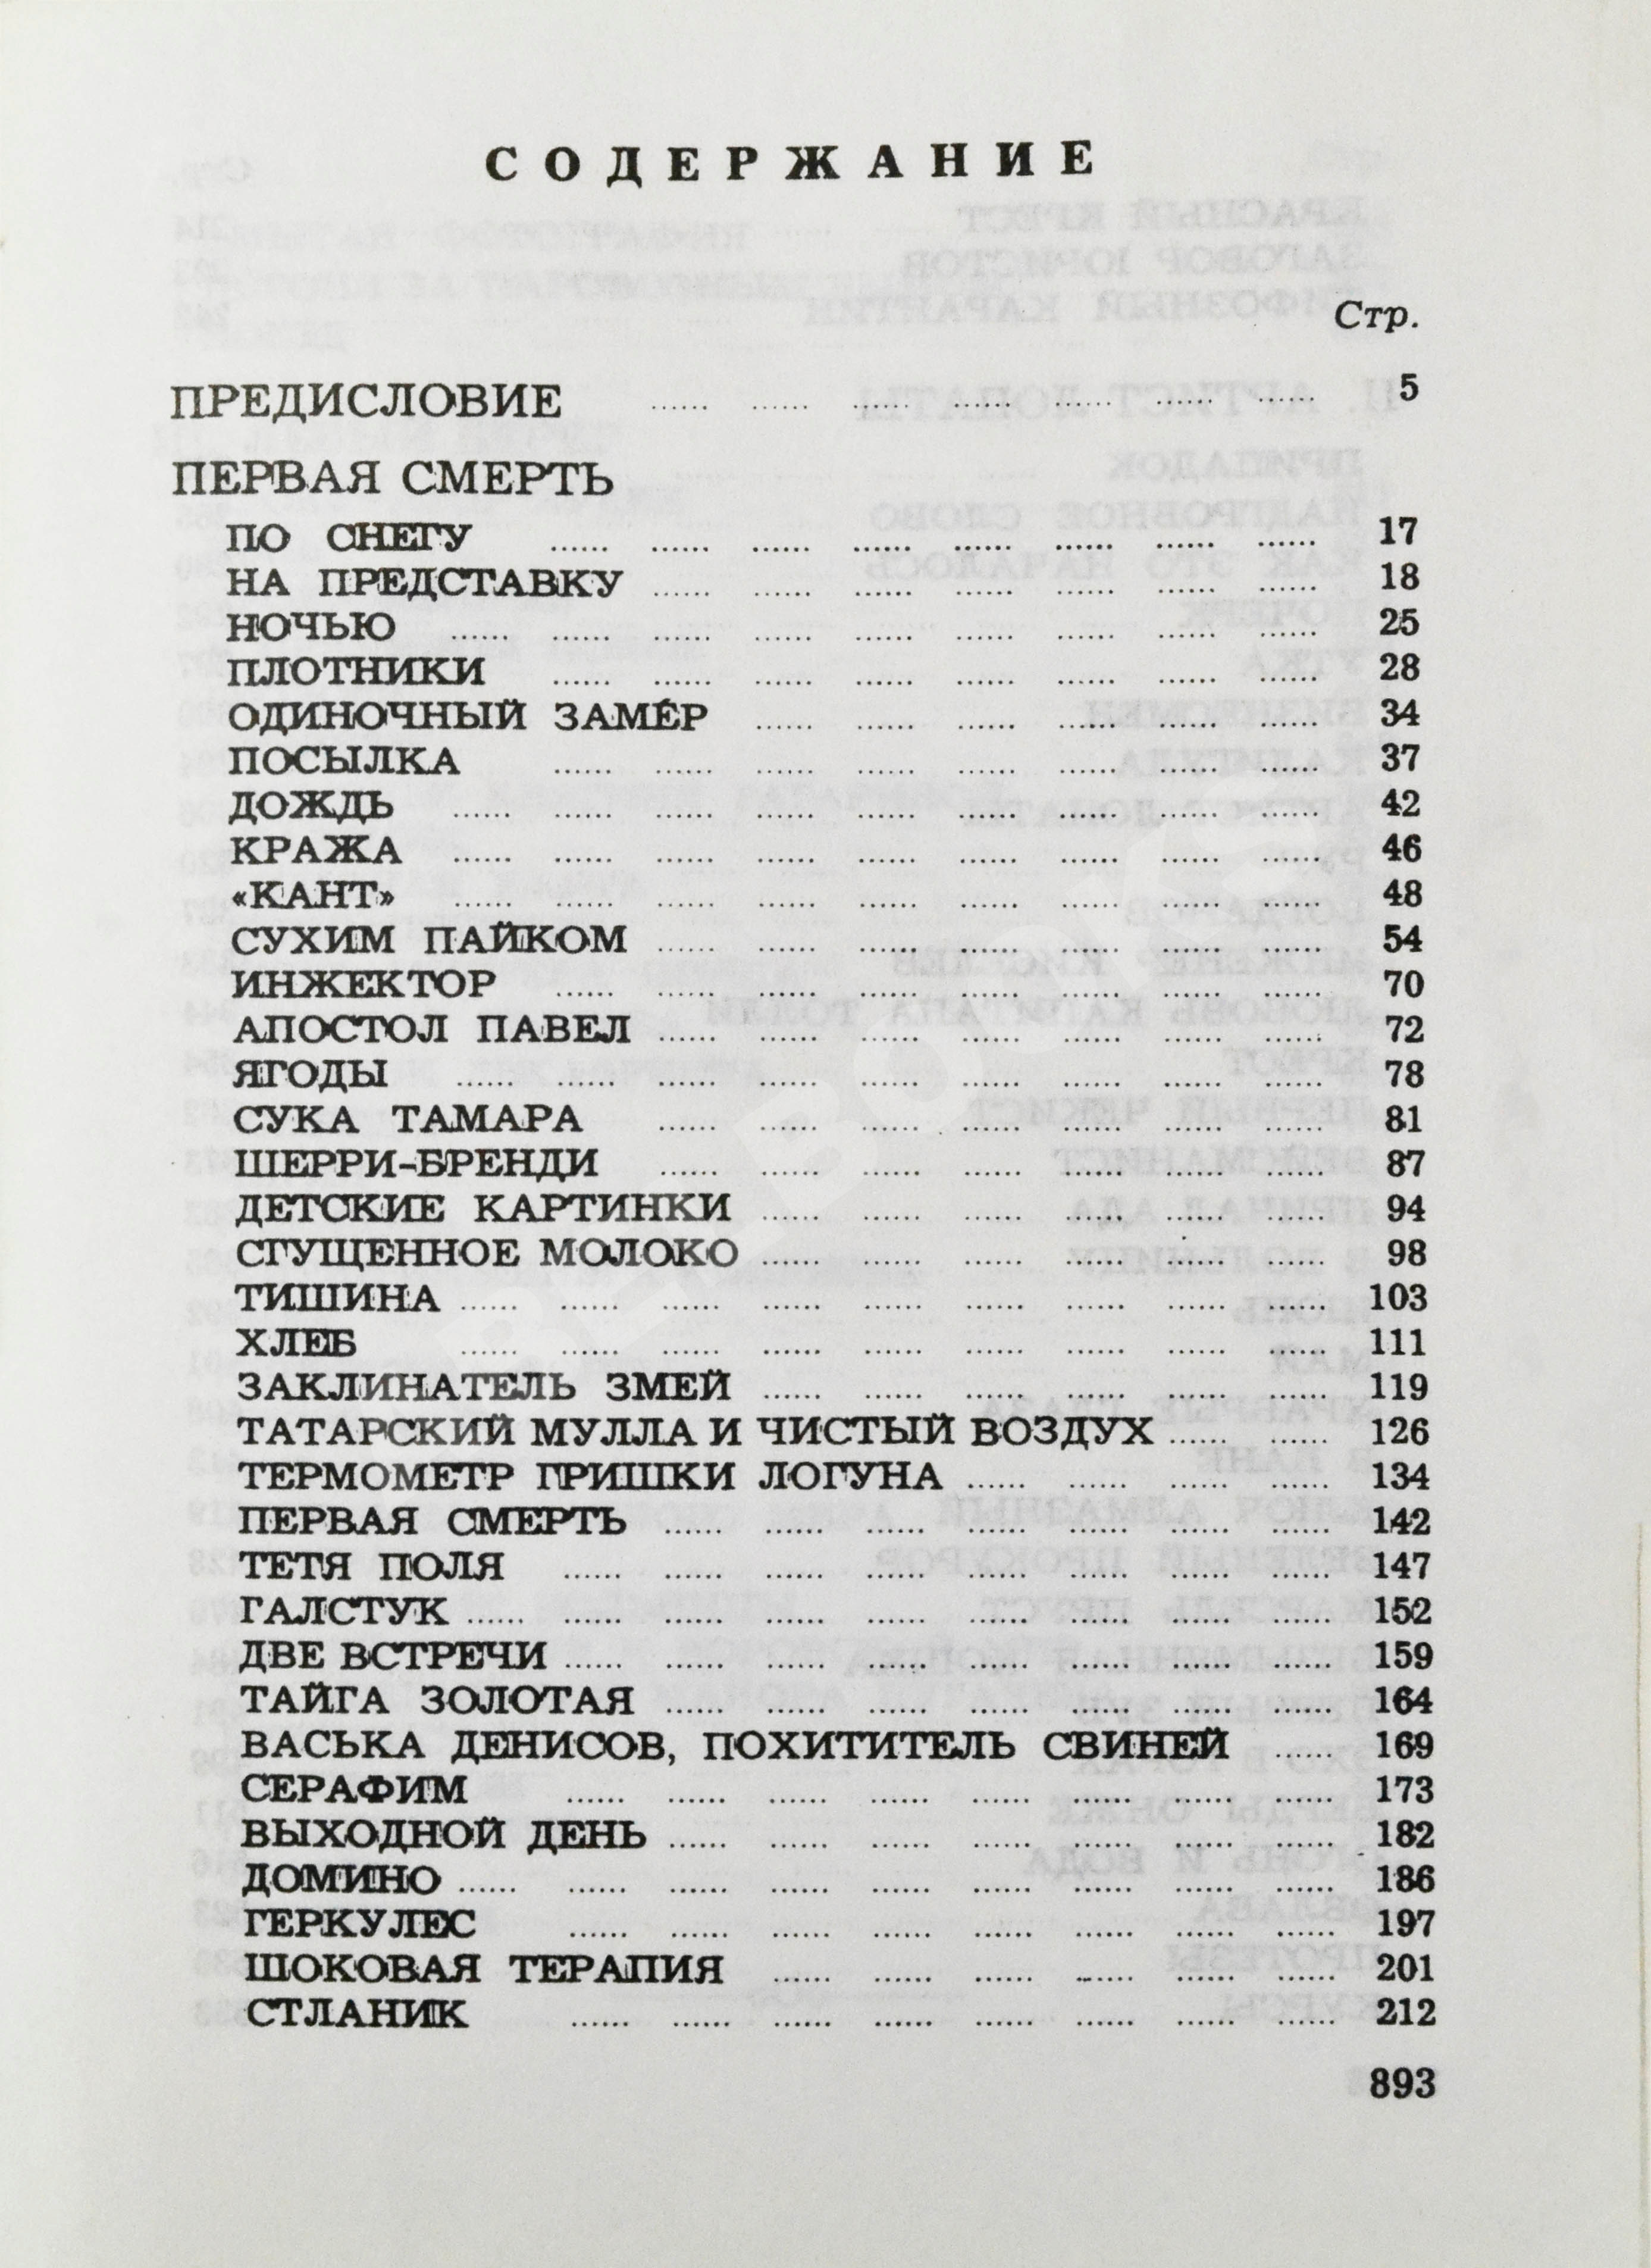 СОДЕРЖАНИЕ
Стр.
ПРЕДИСЛОВИЕ ...... ...... ...... ...... ...... ...... ...... 5
ПЕРВАЯ СМЕРТЬ
ПО СНЕГУ ...... ...... ...... ...... ...... ...... ...... ...... 17
НА ПРЕДСТАВКУ ...... ...... ...... ...... ...... ...... ...... 18
НОЧЬЮ ...... ...... ...... ...... ...... ...... ...... ...... ...... 25
ПЛОТНИКИ ...... ...... ...... ...... ...... ...... ...... ...... 28
ОДИНОЧНЫЙ ЗАМЕР ...... ...... ...... ...... ...... ...... 34
ПОСЫЛКА ...... ...... ...... ...... ...... ...... ...... ...... 37
ДОЖДЬ ...... ...... ...... ...... ...... ...... ...... ...... ...... 42
КРАЖА ...... ...... ...... ...... ...... ...... ...... ...... ...... 46
«КАНТ» ...... ...... ...... ...... ...... ...... ...... ...... ...... 48
СУХИМ ПАЙКОМ ...... ...... ...... ...... ...... ...... ...... 54
ИНЖЕКТОР ...... ...... ...... ...... ...... ...... ...... ...... 70
АПОСТОЛ ПАВЕЛ ...... ...... ...... ...... ...... ...... ...... 72
ЯГОДЫ ...... ...... ...... ...... ...... ...... ...... ...... ...... 78
СУКА ТАМАРА ...... ...... ...... ...... ...... ...... ...... 81
ШЕРРИ-БРЕНДИ ...... ...... ...... ...... ...... ...... ...... 87
ДЕТСКИЕ КАРТИНКИ ...... ...... ...... ...... ...... ...... 94
СГУЩЕННОЕ МОЛОКО ...... ...... ...... ...... ...... ...... 98
ТИШИНА ...... ...... ...... ...... ...... ...... ...... ...... ...... 103
ХЛЕБ ...... ...... ...... ...... ...... ...... ...... ...... ...... 111
ЗАКЛИНАТЕЛЬ ЗМЕЙ ...... ...... ...... ...... ...... ...... 119
ТАТАРСКИЙ МУЛЛА И ЧИСТЫЙ ВОЗДУХ ...... ...... 126
ТЕРМОМЕТР ГРИШКИ ЛОГУНА ...... ...... ...... ...... 134
ПЕРВАЯ СМЕРТЬ ...... ...... ...... ...... ...... ...... ...... 142
ТЕТЯ ПОЛЯ ...... ...... ...... ...... ...... ...... ...... ...... 147
ГАЛСТУК ...... ...... ...... ...... ...... ...... ...... ...... ...... 152
ДВЕ ВСТРЕЧИ ...... ...... ...... ...... ...... ...... ...... ...... 159
ТАЙГА ЗОЛОТАЯ ...... ...... ...... ...... ...... ...... ...... 164
ВАСЬКА ДЕНИСОВ, ПОХИТИТЕЛЬ СВИНЕЙ ...... 169
СЕРАФИМ ...... ...... ...... ...... ...... ...... ...... ...... 173
ВЫХОДНОЙ ДЕНЬ ...... ...... ...... ...... ...... ...... ...... 182
ДОМИНО ...... ...... ...... ...... ...... ...... ...... ...... ...... 186
ГЕРКУЛЕС ...... ...... ...... ...... ...... ...... ...... ...... 197
ШОКОВАЯ ТЕРАПИЯ ...... ...... ...... ...... ...... ...... 201
СТЛАНИК ...... ...... ...... ...... ...... ...... ...... ...... 212
893